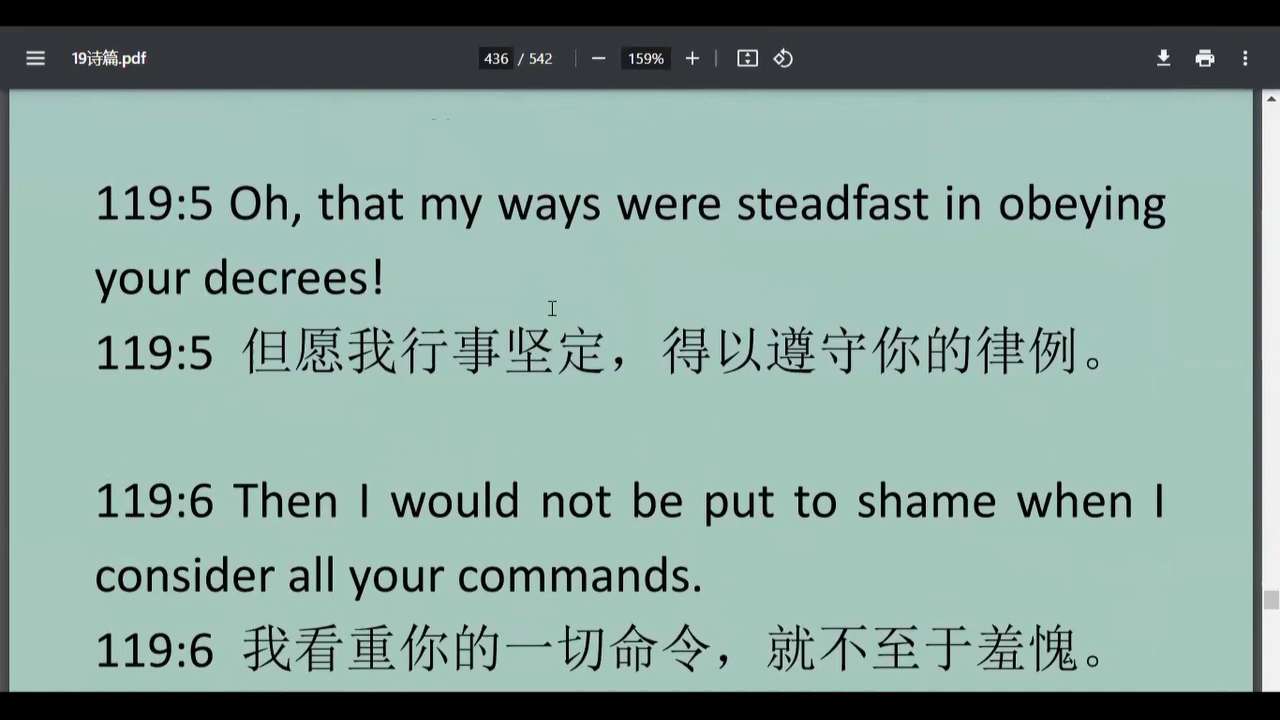 19诗篇.pdf
436 / 542
159%
119:5 Oh, that my ways were steadfast in obeying
your decrees!
119:5 但愿我行事坚定，得以遵守你的律例。
119:6 Then I would not be put to shame when I
consider all your commands.
119:6 我看重你的一切命令，就不至于羞愧。